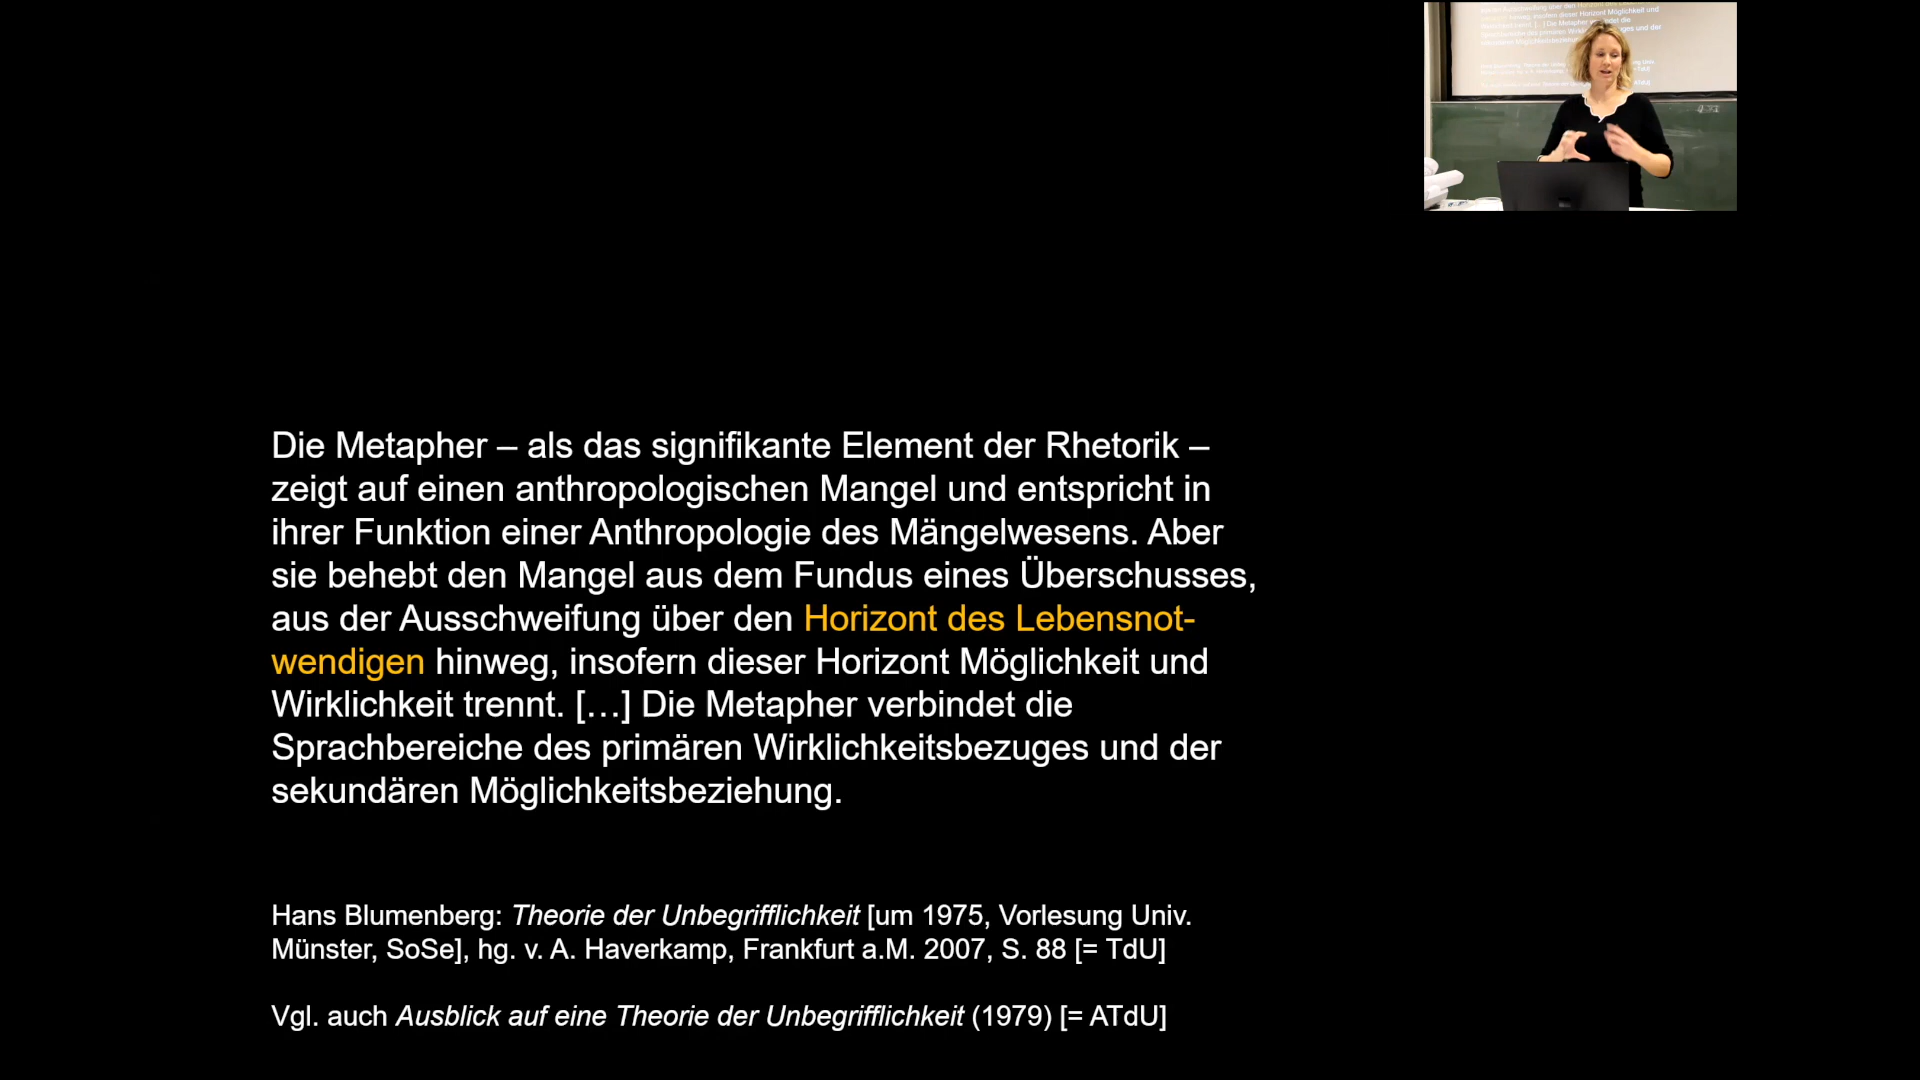 Die Metapher – als das signifikante Element der Rhetorik –
zeigt auf einen anthropologischen Mangel und entspricht in
ihrer Funktion einer Anthropologie des Mängelwesens. Aber
sie behebt den Mangel aus dem Fundus eines Überschusses,
aus der Ausschweifung über den Horizont des Lebensnot-
wendigen hinweg, insofern dieser Horizont Möglichkeit und
Wirklichkeit trennt. […] Die Metapher verbindet die
Sprachbereiche des primären Wirklichkeitsbezuges und der
sekundären Möglichkeitsbeziehung.
Hans Blumenberg: Theorie der Unbegrifflichkeit [um 1975, Vorlesung Univ.
Münster, SoSe], hg. v. A. Haverkamp, Frankfurt a.M. 2007, S. 88 [= TdU]
Vgl. auch Ausblick auf eine Theorie der Unbegrifflichkeit (1979) [= ATdU]